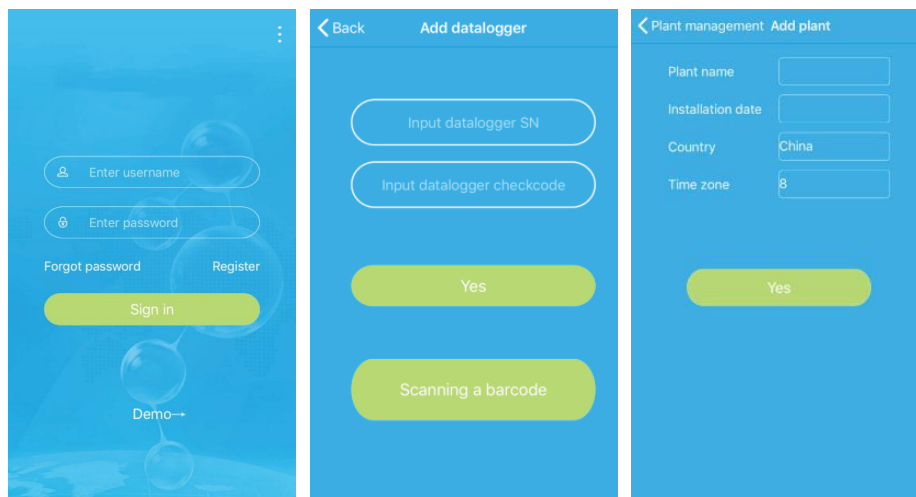 Enter username
Enter password
Forgot password Register
Sign in
Demo→
Back Add datalogger
Input datalogger SN
Input datalogger checkcode
Yes
Scanning a barcode
Plant management Add plant
Plant name
Installation date
Country China
Time zone 8
Yes